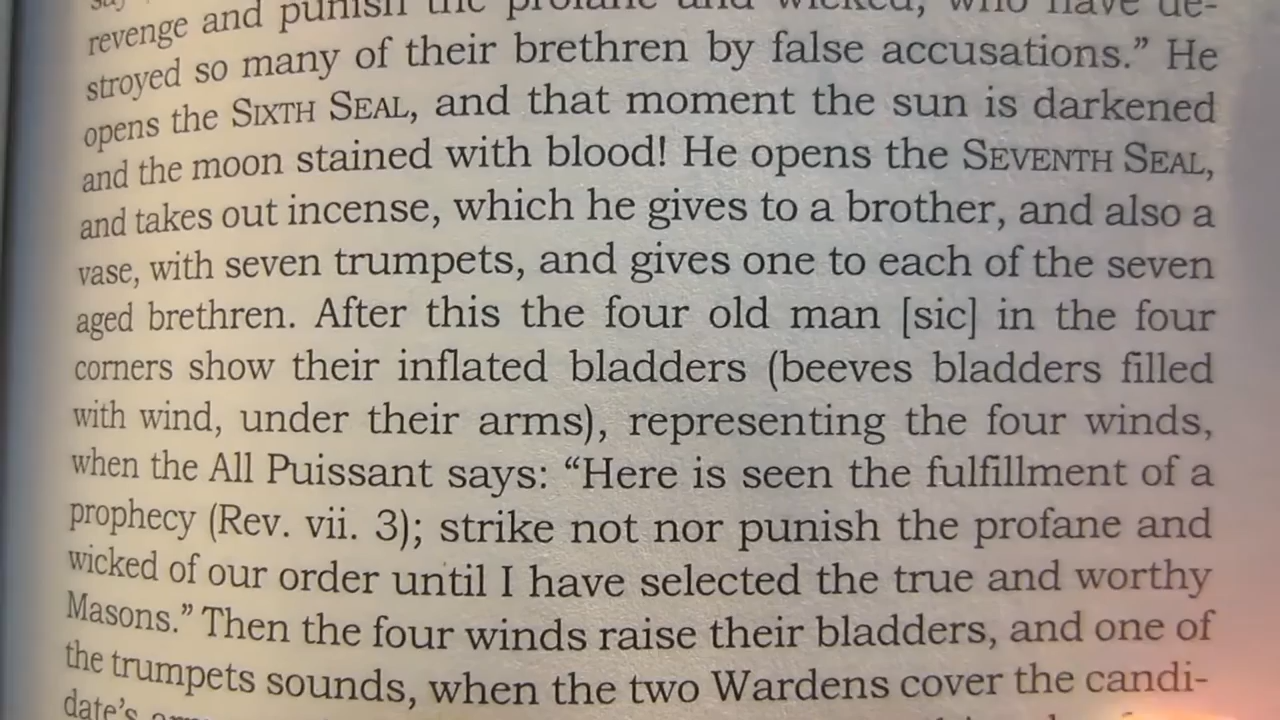 revenge and punish the profane and wicked, who have de-
stroyed so many of their brethren by false accusations.” He
opens the SIXTH SEAL, and that moment the sun is darkened
and the moon stained with blood! He opens the SEVENTH SEAL,
and takes out incense, which he gives to a brother, and also a
vase, with seven trumpets, and gives one to each of the seven
aged brethren. After this the four old man [sic] in the four
corners show their inflated bladders (beeves bladders filled
with wind, under their arms), representing the four winds,
when the All Puissant says: “Here is seen the fulfillment of a
prophecy (Rev. vii. 3); strike not nor punish the profane and
wicked of our order until I have selected the true and worthy
Masons.” Then the four winds raise their bladders, and one of
the trumpets sounds, when the two Wardens cover the candi-
date’s